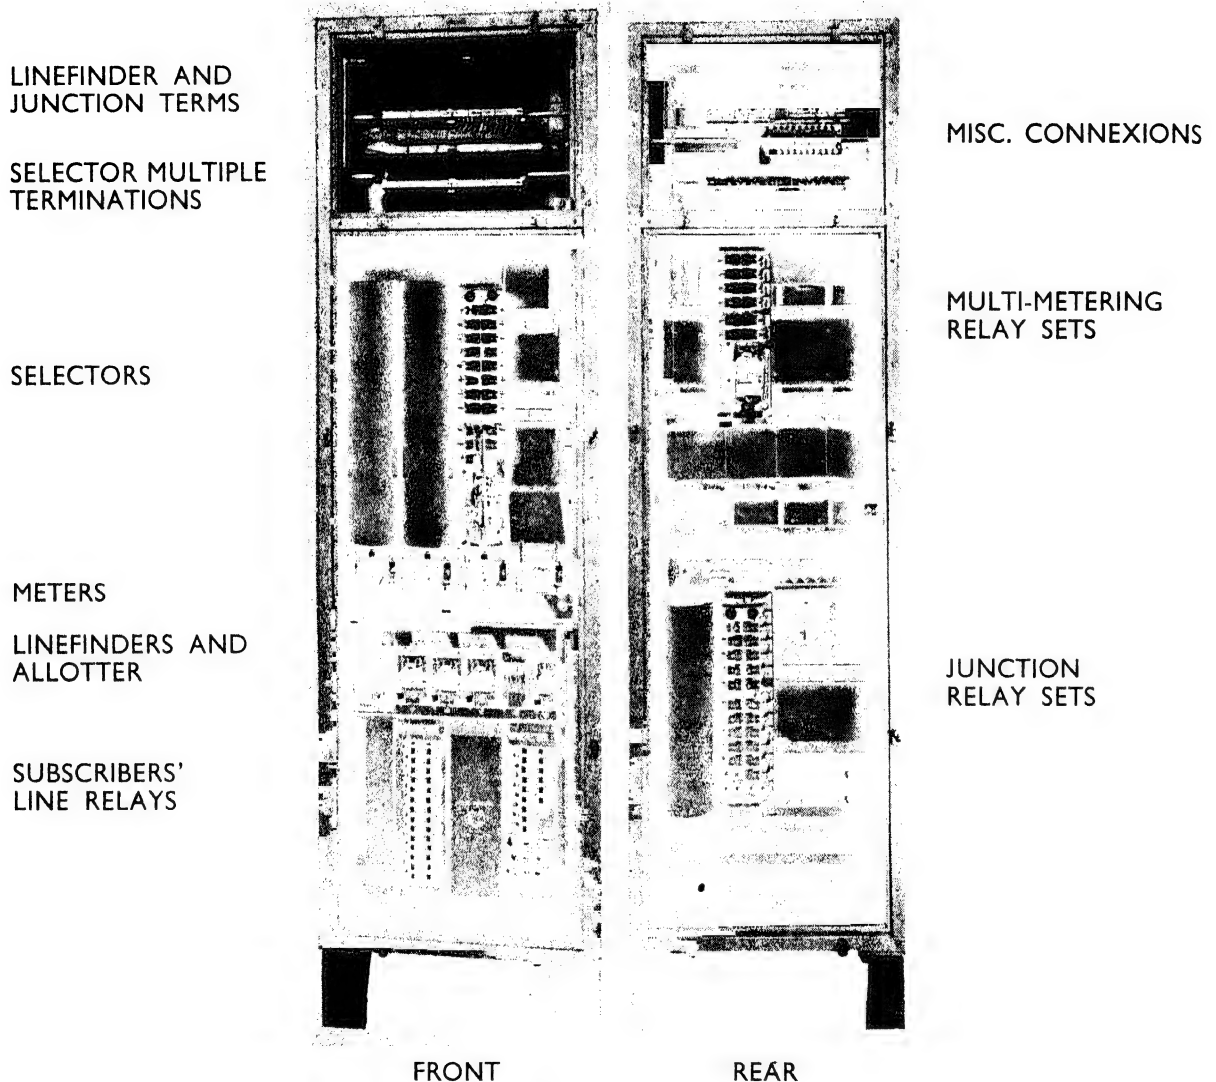 LINEFINDER AND
JUNCTION TERMS
SELECTOR MULTIPLE
TERMINATIONS
SELECTORS
METERS
LINEFINDERS AND
ALLOTTER
SUBSCRIBERS'
LINE RELAYS
MISC. CONNEXIONS
MULTI-METERING
RELAY SETS
JUNCTION
RELAY SETS
FRONT
REAR